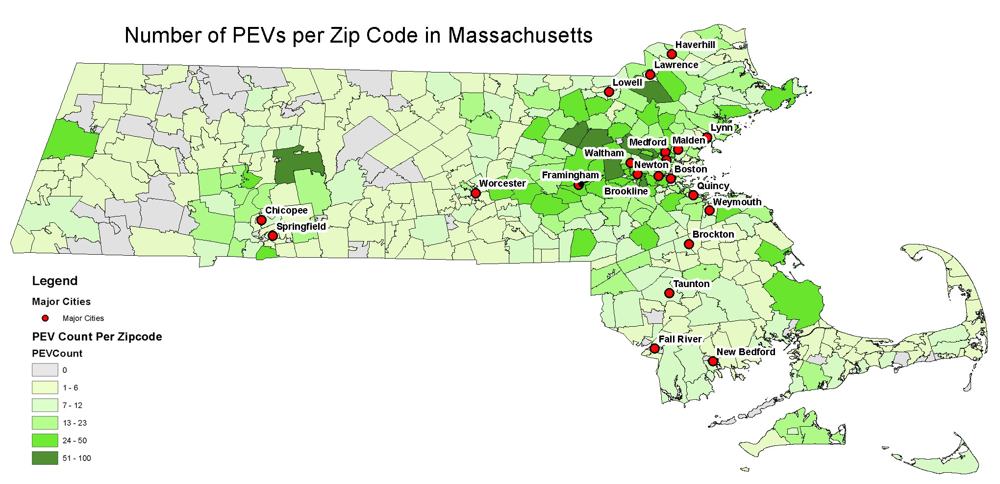 Number of PEVs per Zip Code in Massachusetts
Haverhill
Lawrence
Lowell
Lynn
Medford
Malden
Waltham
Newton
Boston
Framingham
Worcester
Brookline
Quincy
Weymouth
Chicopee
Springfield
Brockton
Taunton
Fall River
New Bedford
Legend
Major Cities
Major Cities
PEV Count Per Zipcode
PEVCount
0
1 - 6
7 - 12
13 - 23
24 - 50
51 - 100